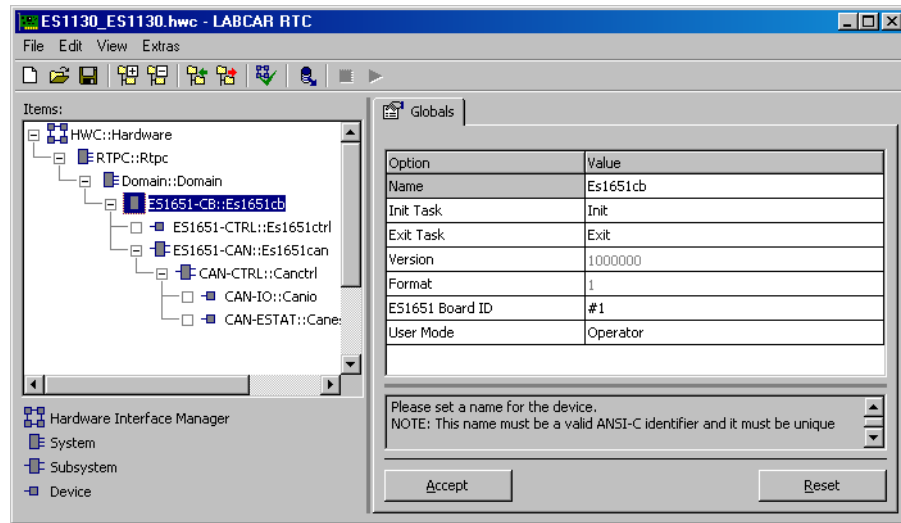 ES1130_ES1130.hwc - LABCAR RTC
File Edit View Extras
Items:
HWC::Hardware
RTPC::Rtpc
Domain::Domain
ES1651-CB::Es1651cb
ES1651-CTRL::Es1651ctrl
ES1651-CAN::Es1651can
CAN-CTRL::Canctrl
CAN-IO::Canio
CAN-ESTAT::Canes
Hardware Interface Manager
System
Subsystem
Device
Globals
Option Value
Name Es1651cb
Init Task Init
Exit Task Exit
Version 1000000
Format 1
ES1651 Board ID #1
User Mode Operator
Please set a name for the device.
NOTE: This name must be a valid ANSI-C identifier and it must be unique
Accept Reset